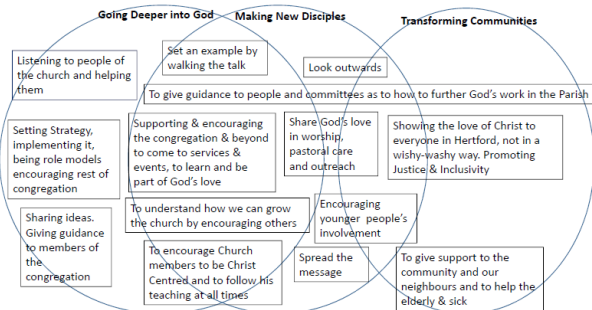 Going Deeper into God
Making New Disciples
Transforming Communities
Set an example by
walking the talk
Listening to people of
the church and helping
them
Look outwards
To give guidance to people and committees as to how to further God's work in the Parish
Setting Strategy,
implementing it,
being role models
encouraging rest of
congregation
Supporting & encouraging
the congregation & beyond
to come to services &
events, to learn and be
part of God's love
Share God's love
in worship,
pastoral care
and outreach
Showing the love of Christ to
everyone in Hertford, not in a
wishy-washy way. Promoting
Justice & Inclusivity
Sharing ideas.
Giving guidance
to members of
the
congregation
To understand how we can grow
the church by encouraging others
Encouraging
younger people's
involvement
To encourage Church
members to be Christ
Centred and to follow his
teaching at all times
Spread the
message
To give support to the
community and our
neighbours and to help the
elderly & sick